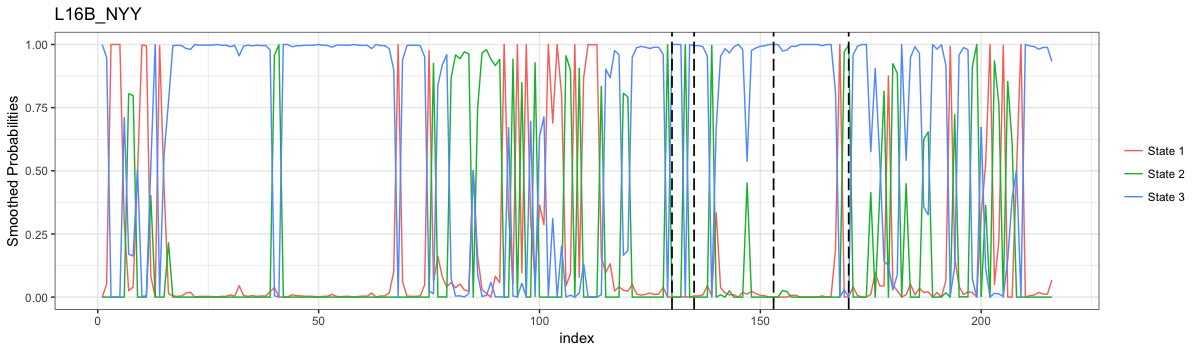 L16B_NYY
Smoothed Probabilities
1.00
0.75
0.50
0.25
0.00
0
50
100
150
200
index
State 1
State 2
State 3